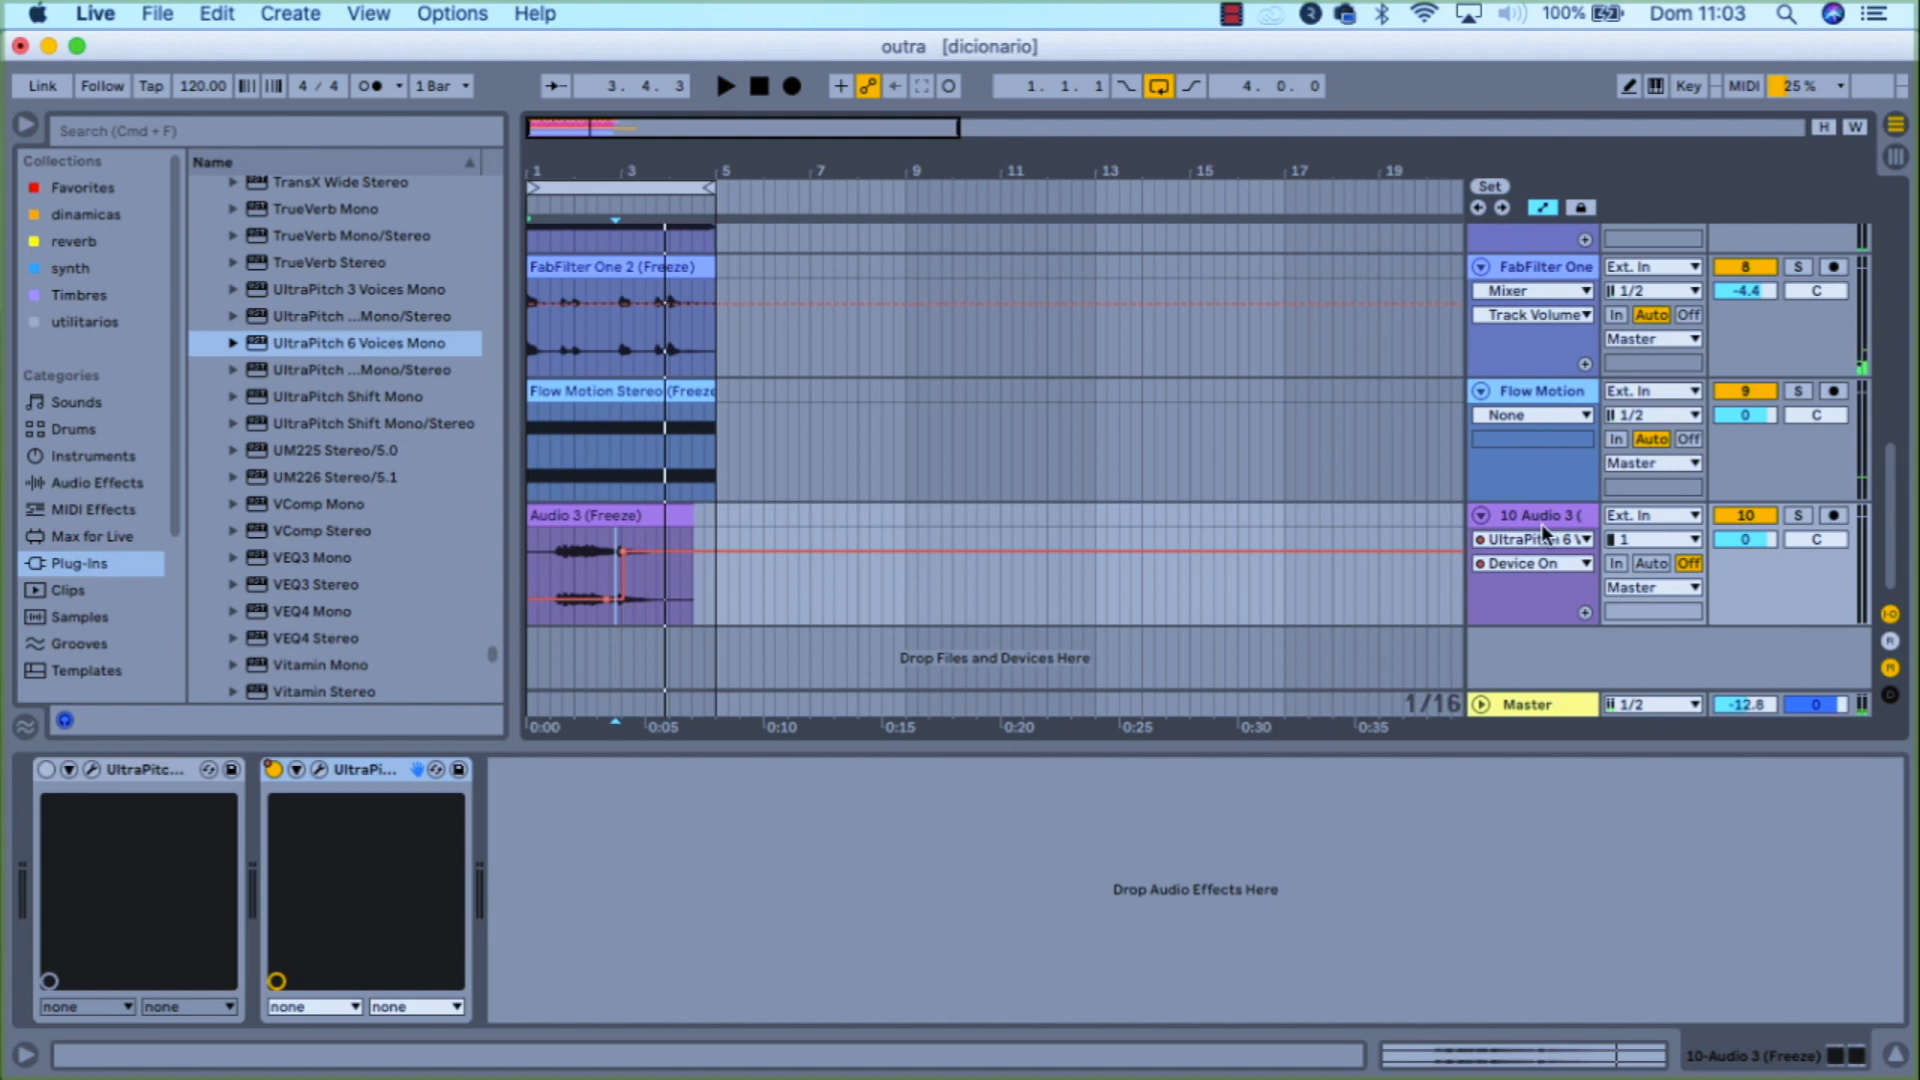 Live File Edit Create View Options Help 100% Dom 11:03
outra [dicionario]
Link Follow Tap 120.00 4 / 4 1 Bar 3. 4. 3 1. 1. 1 4. 0. 0 Key MIDI 25 %
Search (Cmd + F)
H W
Collections
Favorites
dinamicas
reverb
synth
Timbres
utilitarios
Categories
Sounds
Drums
Instruments
Audio Effects
MIDI Effects
Max for Live
Plug-Ins
Clips
Samples
Grooves
Templates
Name
TransX Wide Stereo
TrueVerb Mono
TrueVerb Mono/Stereo
TrueVerb Stereo
UltraPitch 3 Voices Mono
UltraPitch ...Mono/Stereo
UltraPitch 6 Voices Mono
UltraPitch ...Mono/Stereo
UltraPitch Shift Mono
UltraPitch Shift Mono/Stereo
UM225 Stereo/5.0
UM226 Stereo/5.1
VComp Mono
VComp Stereo
VEQ3 Mono
VEQ3 Stereo
VEQ4 Mono
VEQ4 Stereo
Vitamin Mono
Vitamin Stereo
1 3 5 7 9 11 13 15 17 19
Set
FabFilter One 2 (Freeze)
FabFilter One Ext. In 8 S
Mixer 1/2 -4.4 C
Track Volume In Auto Off
Master
Flow Motion Stereo (Freeze
Flow Motion Ext. In 9 S
None 1/2 0 C
In Auto Off
Master
Audio 3 (Freeze)
10 Audio 3 ( Ext. In 10 S
1 0 C
Device On In Auto Off
Master
Drop Files and Devices Here
1/16
Master 1/2 -12.8 0
0:00 0:05 0:10 0:15 0:20 0:25 0:30 0:35
I·O
R
M
D
UltraPitc... UltraPi...
Drop Audio Effects Here
none none none none
10-Audio 3 (Freeze)